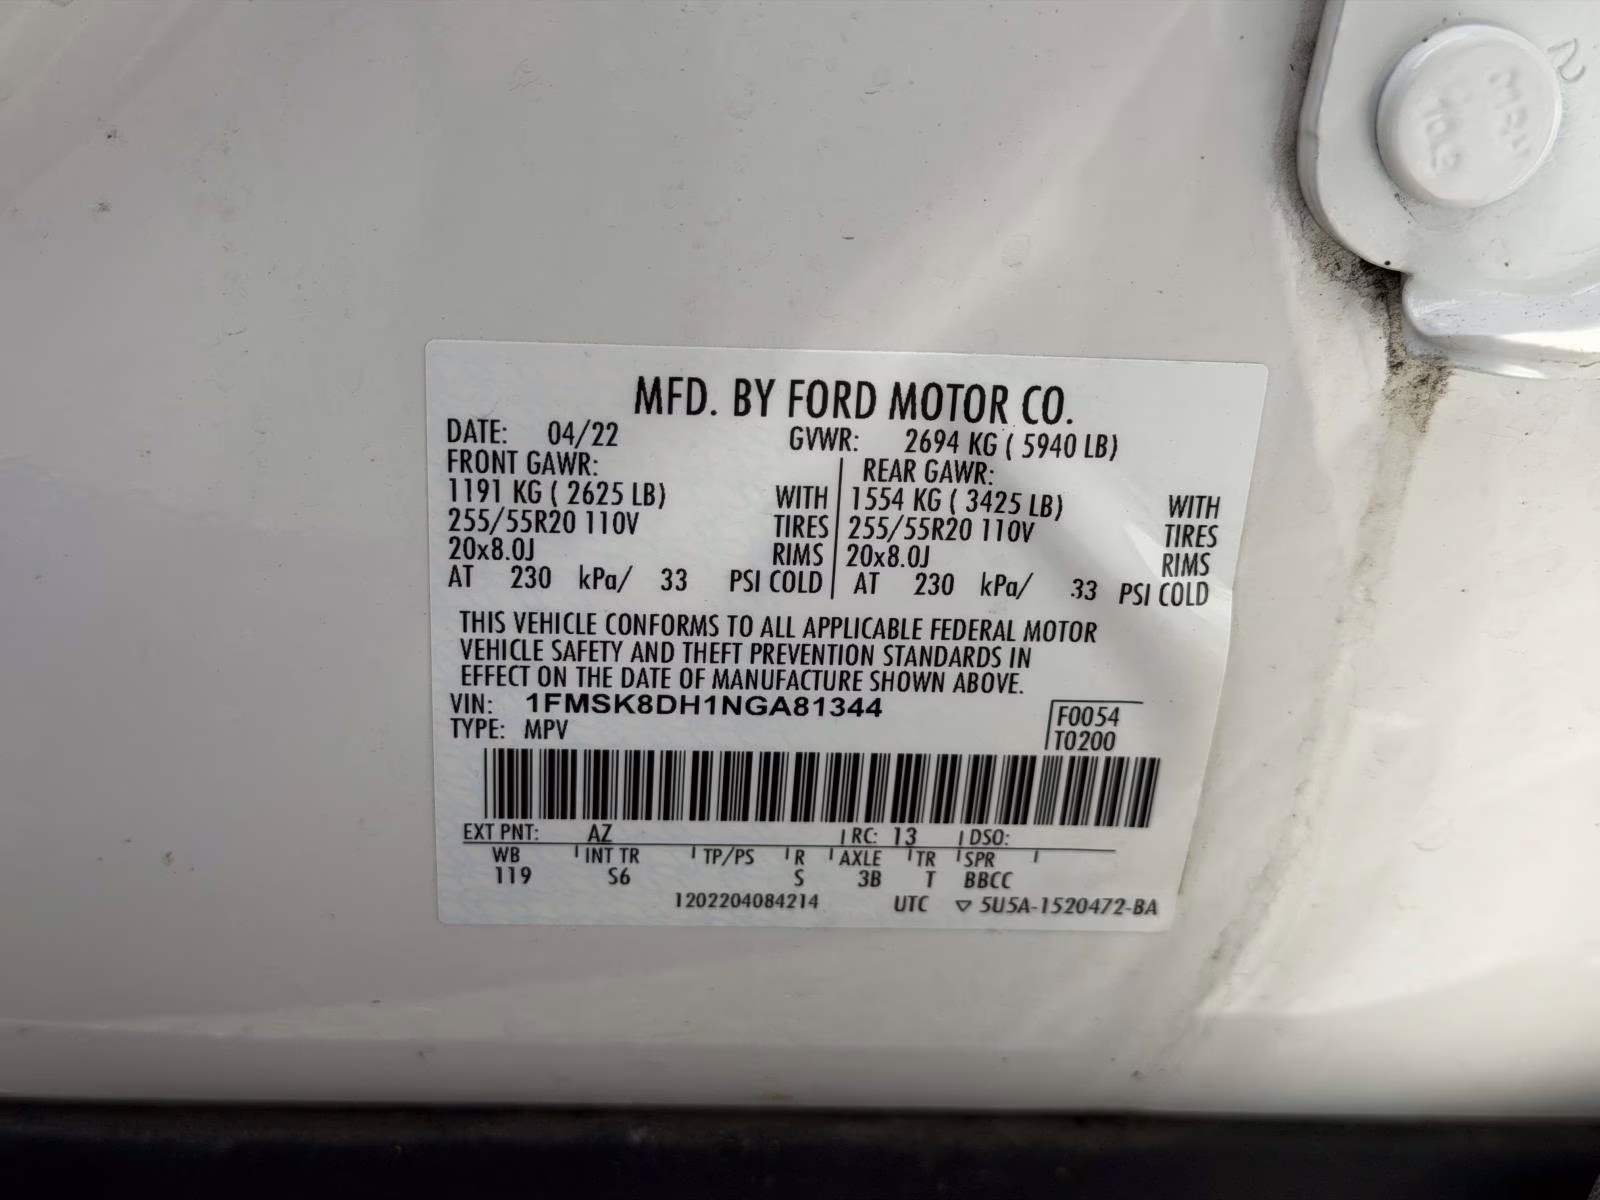 MFD. BY FORD MOTOR CO.
DATE: 04/22 GVWR: 2694 KG ( 5940 LB)
FRONT GAWR: REAR GAWR:
1191 KG ( 2625 LB) WITH 1554 KG ( 3425 LB) WITH
255/55R20 110V TIRES 255/55R20 110V TIRES
20x8.0J RIMS 20x8.0J RIMS
AT 230 kPa/ 33 PSI COLD AT 230 kPa/ 33 PSI COLD
THIS VEHICLE CONFORMS TO ALL APPLICABLE FEDERAL MOTOR
VEHICLE SAFETY AND THEFT PREVENTION STANDARDS IN
EFFECT ON THE DATE OF MANUFACTURE SHOWN ABOVE.
VIN: 1FMSK8DH1NGA81344 F0054
TYPE: MPV T0200
EXT PNT: AZ RC: 13 DSO:
WB INT TR TP/PS R AXLE TR SPR
119 S6 S 3B T BBCC
1202204084214 UTC ▽ 5U5A-1520472-BA